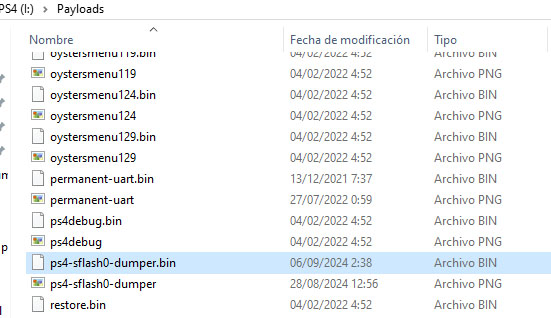 PS4 (I:) > Payloads
Nombre Fecha de modificación Tipo
oystersmenu119.bin 04/02/2022 4:52 Archivo BIN
oystersmenu119 04/02/2022 4:52 Archivo PNG
oystersmenu124.bin 04/02/2022 4:52 Archivo BIN
oystersmenu124 04/02/2022 4:52 Archivo PNG
oystersmenu129.bin 04/02/2022 4:52 Archivo BIN
oystersmenu129 04/02/2022 4:52 Archivo PNG
permanent-uart.bin 13/12/2021 7:37 Archivo BIN
permanent-uart 27/07/2022 0:59 Archivo PNG
ps4debug.bin 04/02/2022 4:52 Archivo BIN
ps4debug 04/02/2022 4:52 Archivo PNG
ps4-sflash0-dumper.bin 06/09/2024 2:38 Archivo BIN
ps4-sflash0-dumper 28/08/2024 12:56 Archivo PNG
restore.bin 04/02/2022 4:52 Archivo BIN